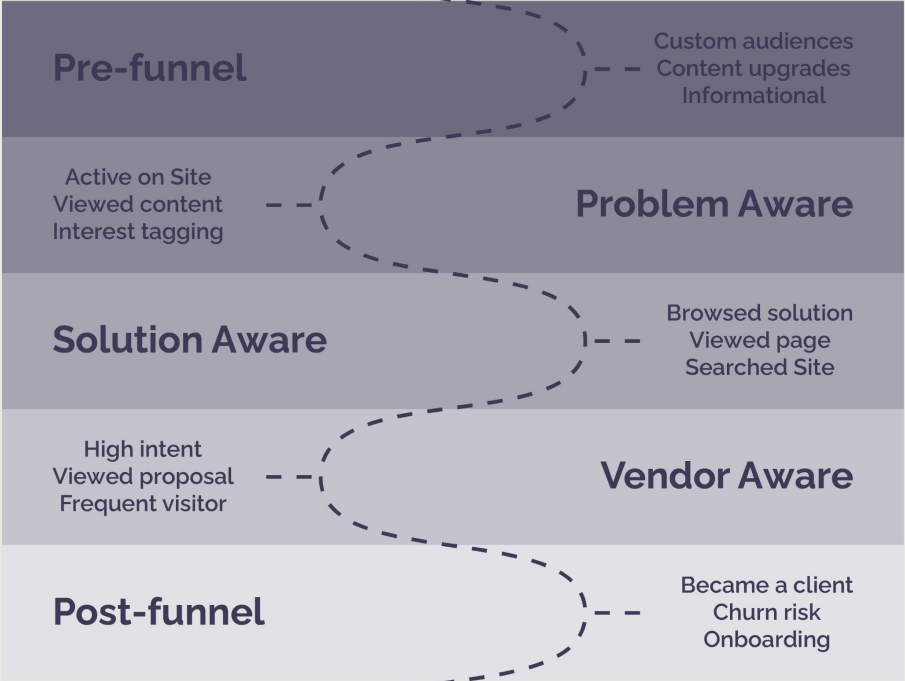 Pre-funnel
Custom audiences
Content upgrades
Informational
Active on Site
Viewed content
Interest tagging
Problem Aware
Solution Aware
Browsed solution
Viewed page
Searched Site
High intent
Viewed proposal
Frequent visitor
Vendor Aware
Post-funnel
Became a client
Churn risk
Onboarding